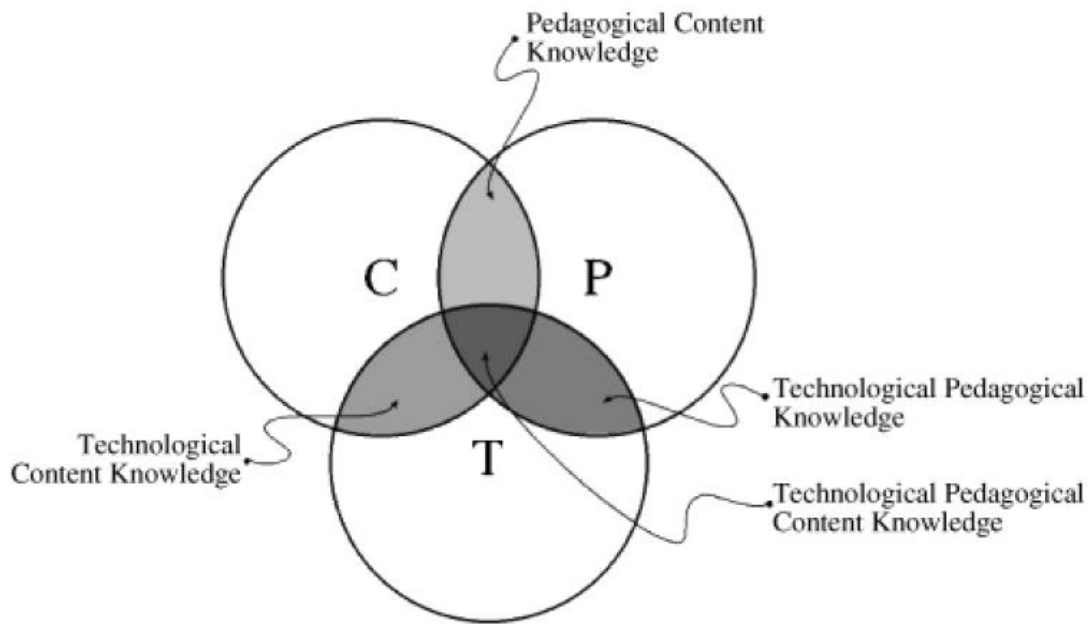 Pedagogical Content
Knowledge
C
P
Technological Pedagogical
Knowledge
Technological
Content Knowledge
T
Technological Pedagogical
Content Knowledge